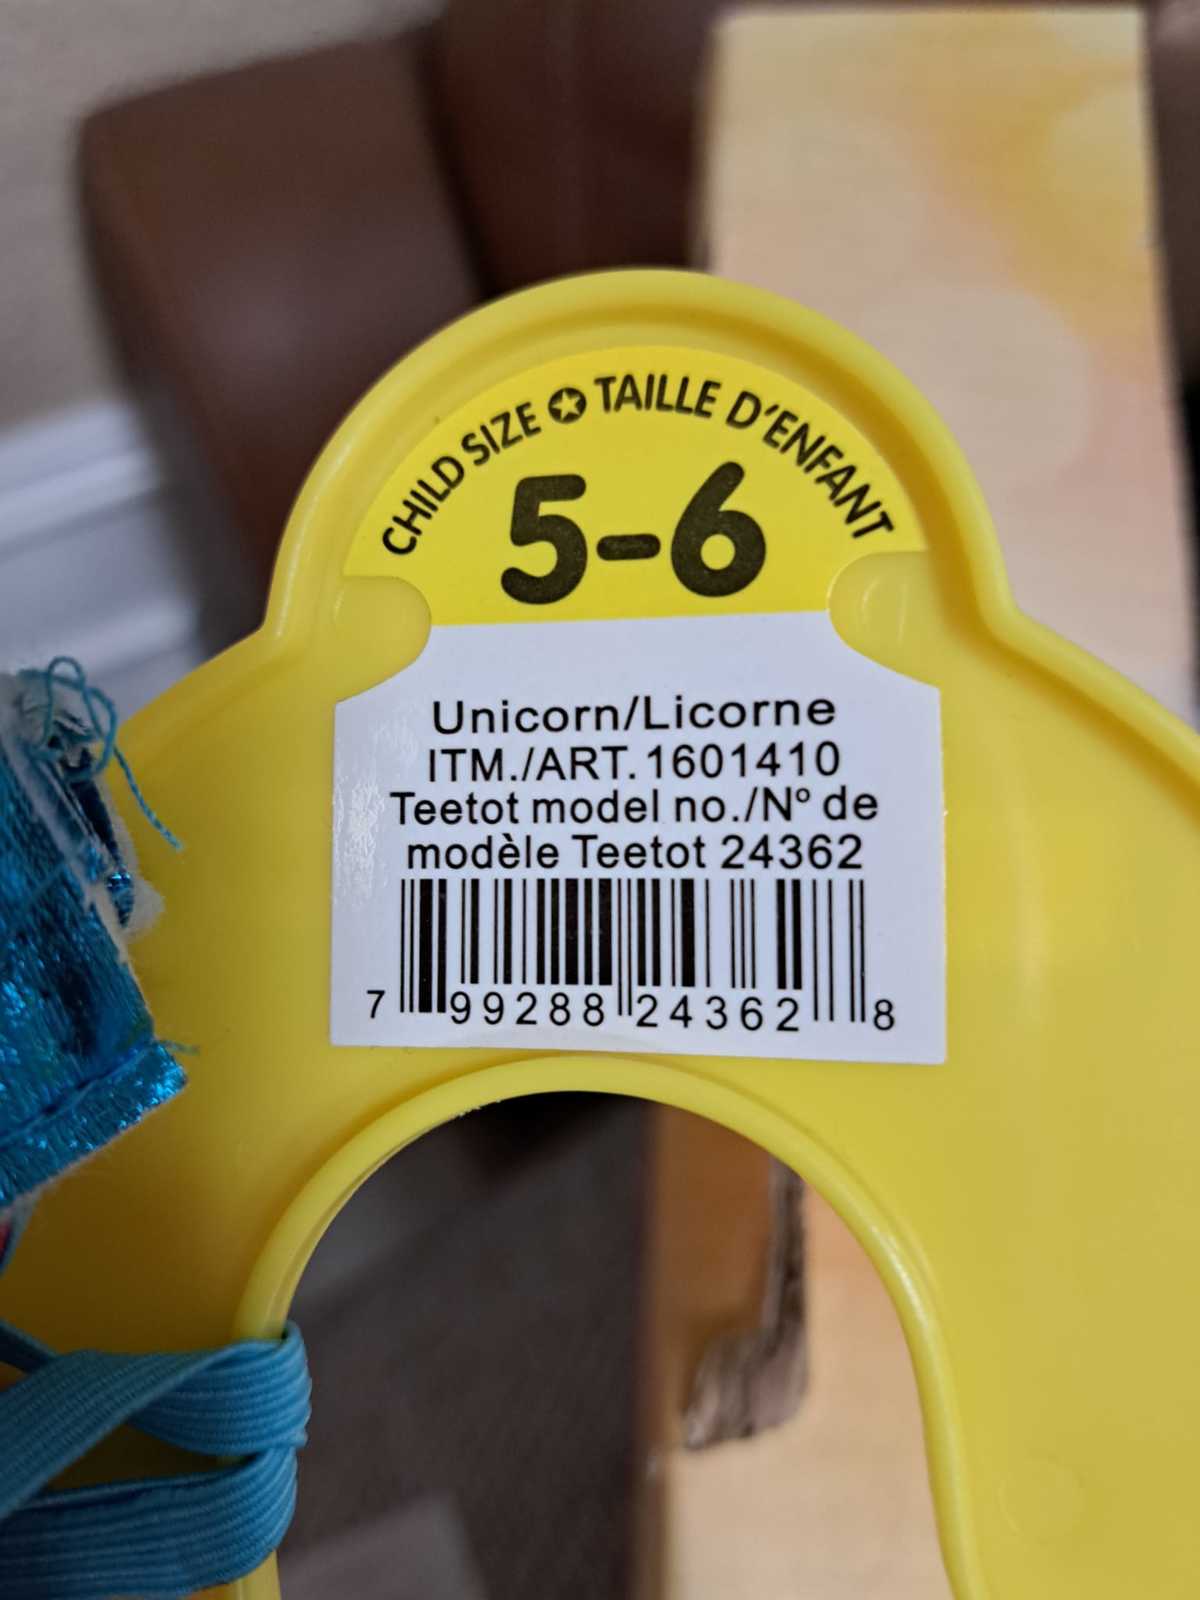 CHILD SIZE ✪ TAILLE D'ENFANT
5-6
Unicorn/Licorne
ITM./ART. 1601410
Teetot model no./Nº de
modèle Teetot 24362
7 99288 24362 8